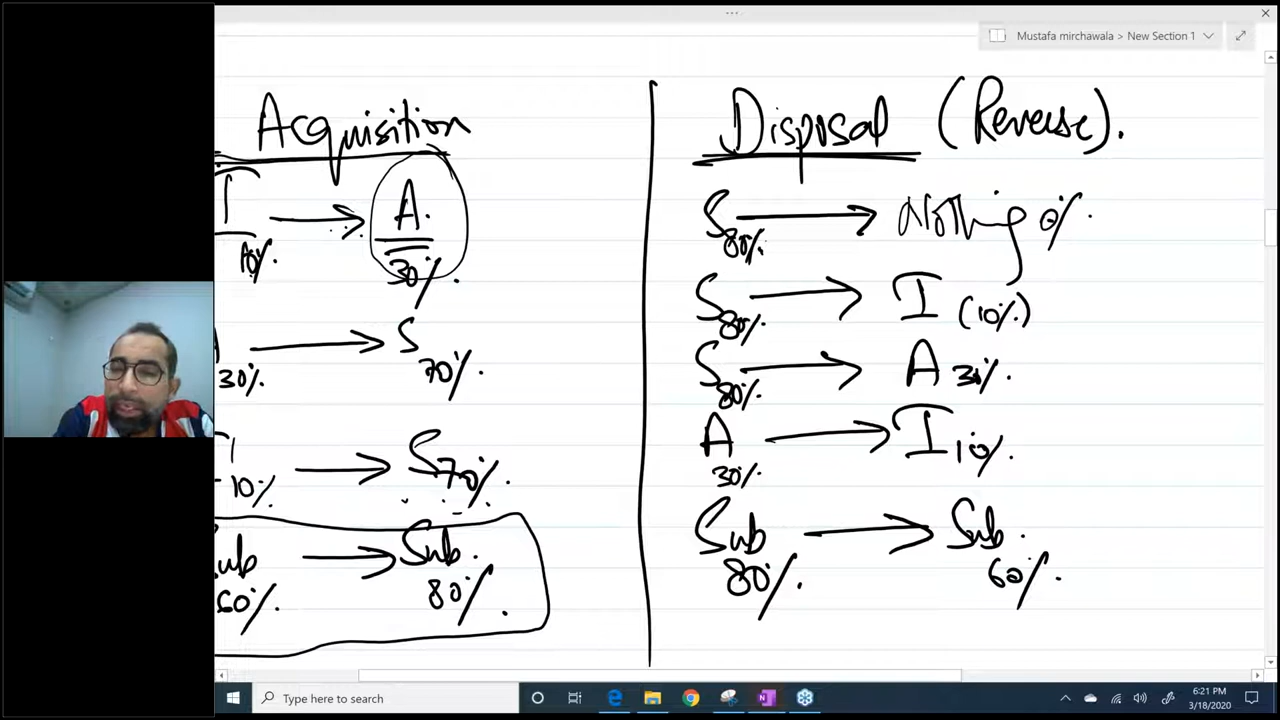 Mustafa mirchawala > New Section 1
Acquisition
I → A.
10% 30%.
→ S
30%. 70%.
→ S 70%.
10%
Sub → Sub.
60%. 80%.
Disposal (Reverse).
S 80% → Nothing 0%.
S 80% → I (10%)
S 80% → A 30%.
A 30% → I 10%.
Sub 80%. → Sub. 60%.
Type here to search
6:21 PM
3/18/2020